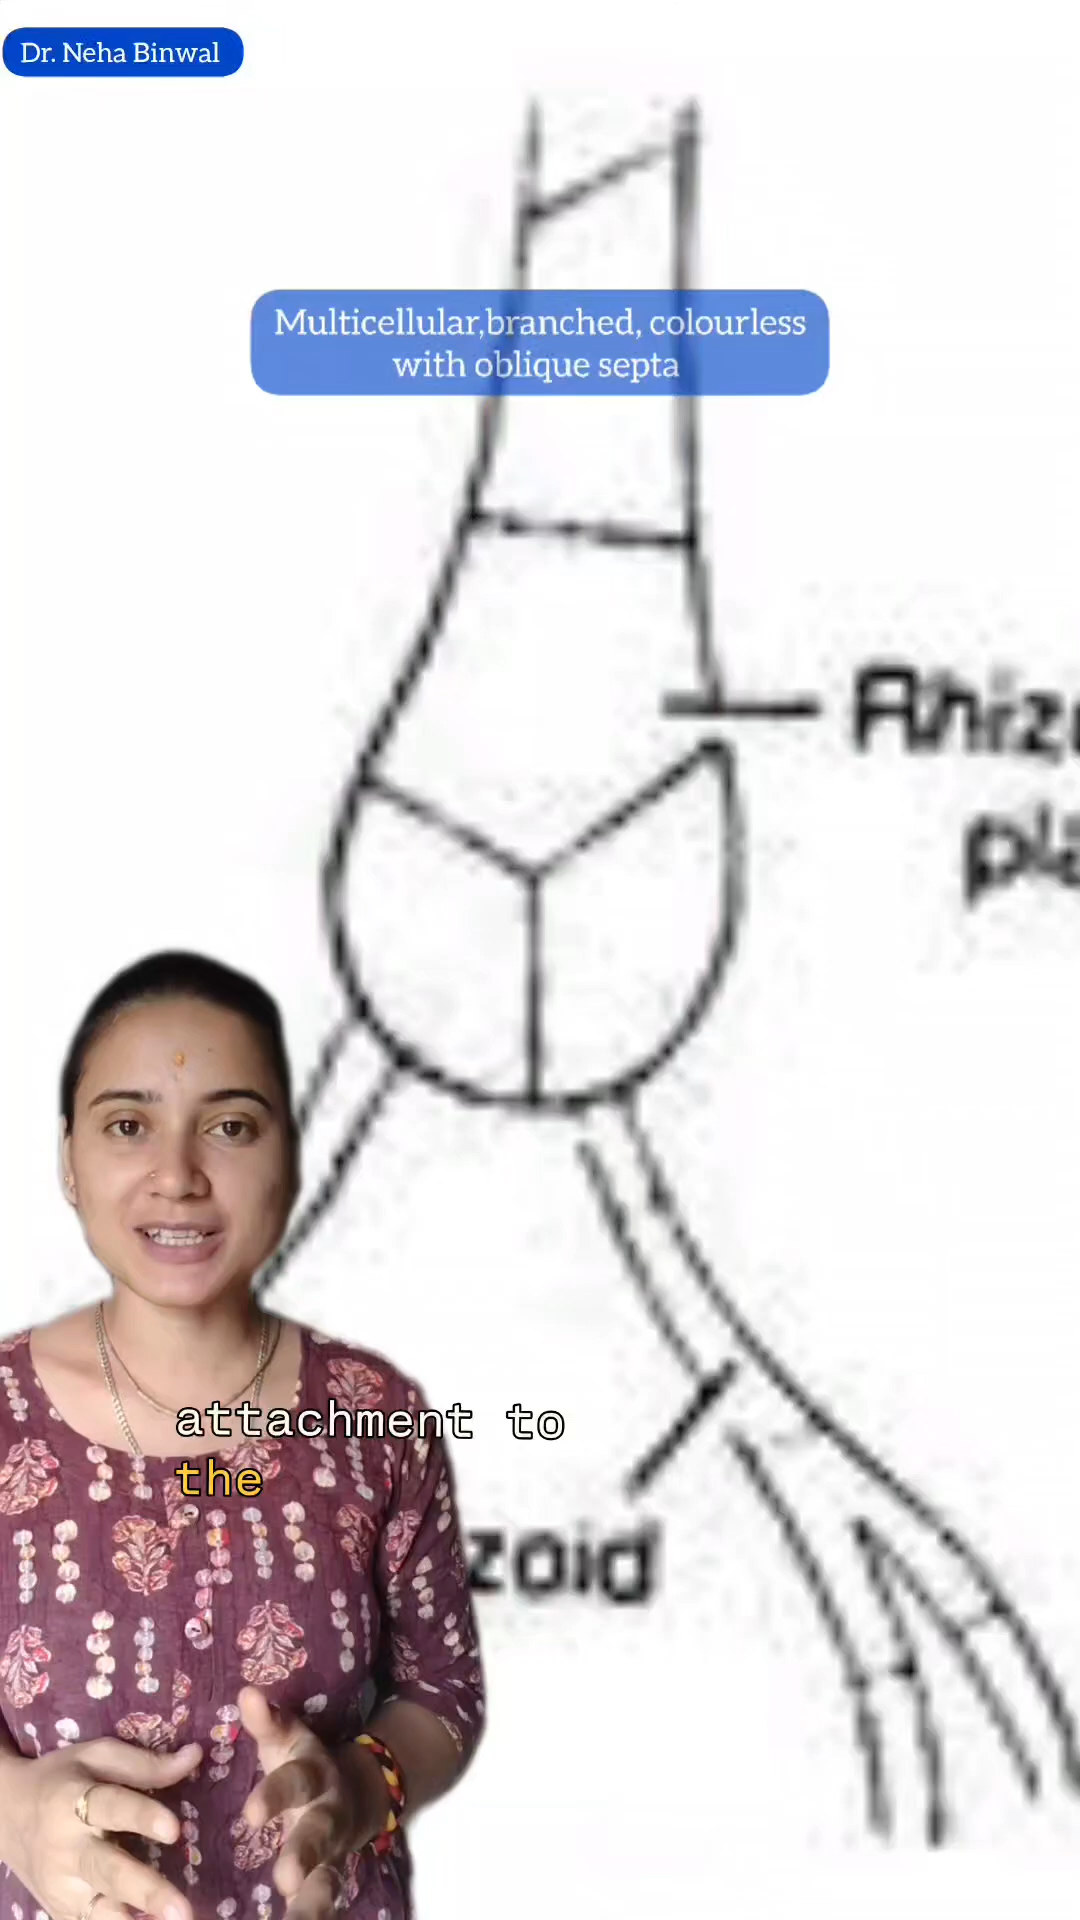 Dr. Neha Binwal
Multicellular,branched, colourless
with oblique septa
attachment to
the